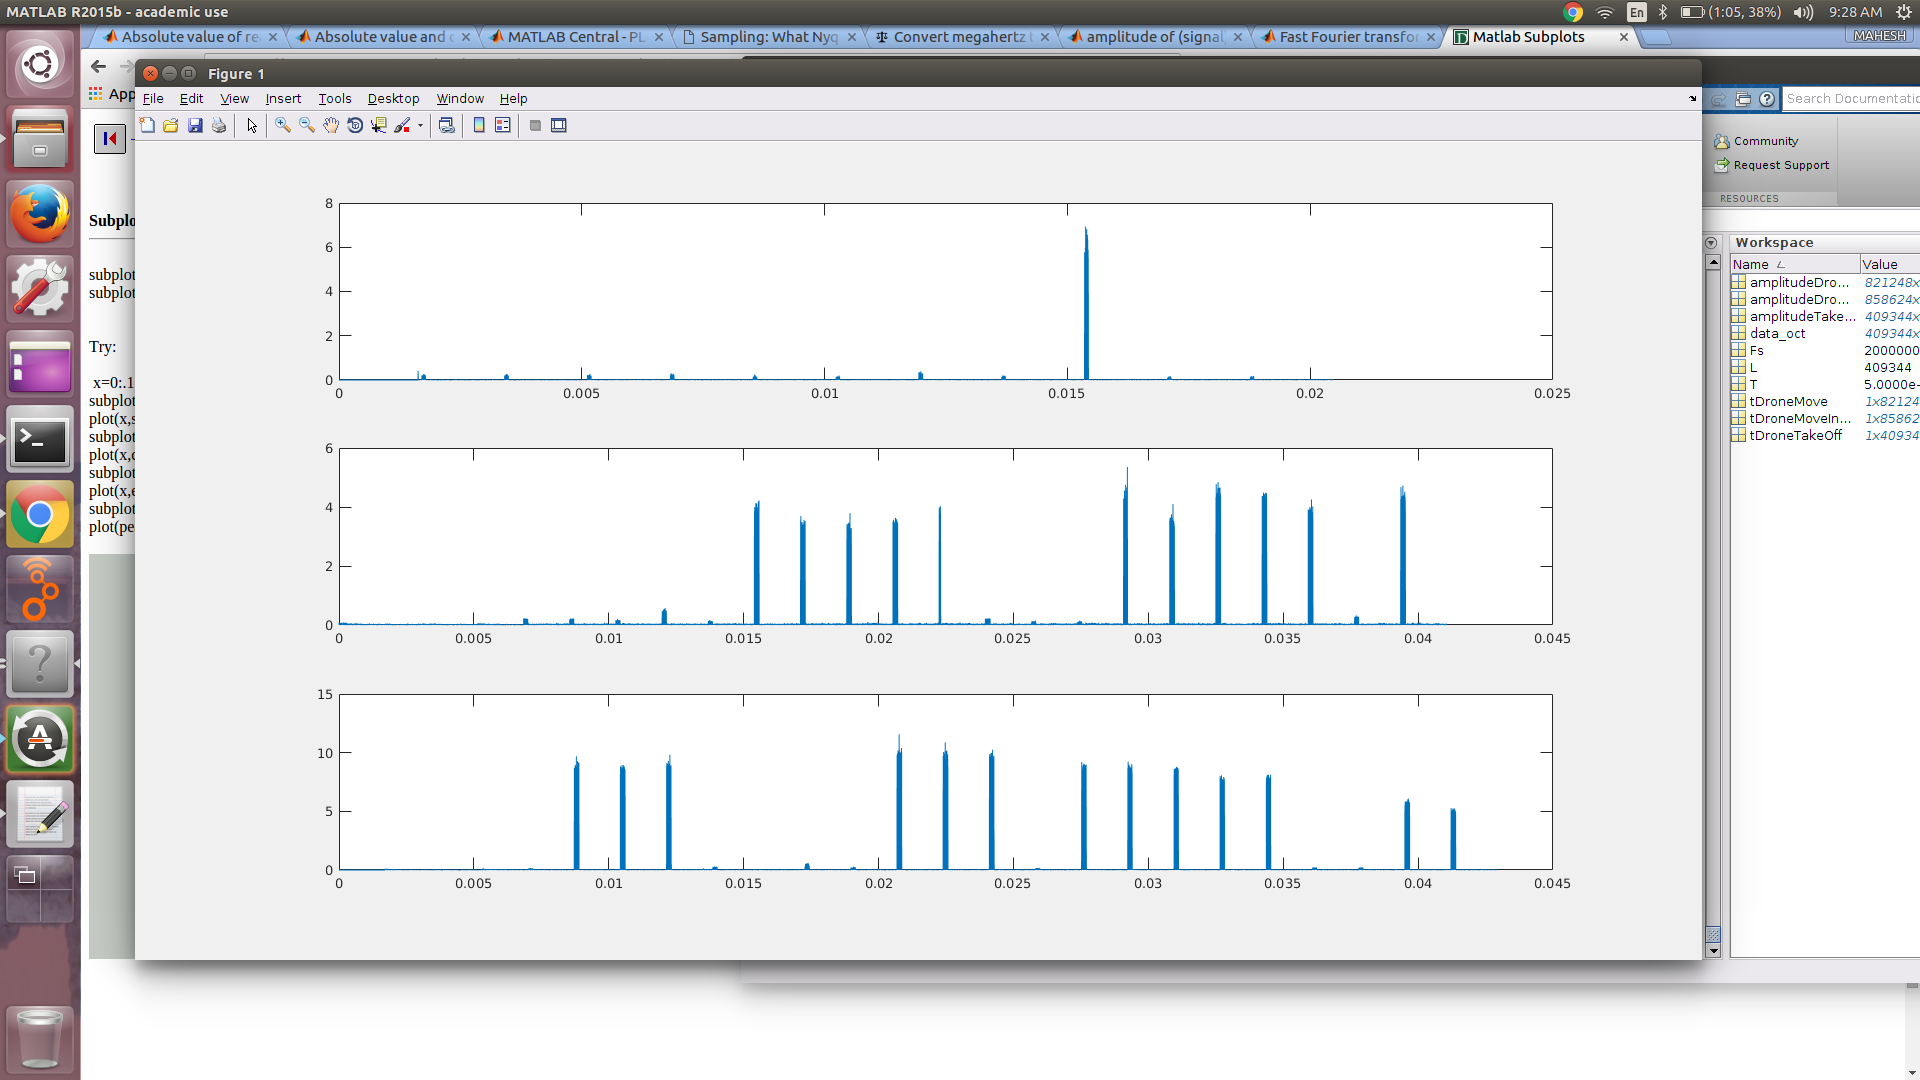 MATLAB R2015b - academic use
En
(1:05, 38%)
9:28 AM
Absolute value of re
Absolute value and c
MATLAB Central - PL
Sampling: What Nyq
Convert megahertz
amplitude of (signal
Fast Fourier transfor
Matlab Subplots
MAHESH
App
Figure 1
File Edit View Insert Tools Desktop Window Help
Search Documentatio
Community
Request Support
RESOURCES
Subplo
subplot
subplot
Try:
x=0:.1
subplot
plot(x,s
subplot
plot(x,c
subplot
plot(x,e
subplot
plot(pe
8
6
4
2
0
0 0.005 0.01 0.015 0.02 0.025
6
4
2
0
0 0.005 0.01 0.015 0.02 0.025 0.03 0.035 0.04 0.045
15
10
5
0
0 0.005 0.01 0.015 0.02 0.025 0.03 0.035 0.04 0.045
Workspace
Name Value
amplitudeDro... 821248x
amplitudeDro... 858624x
amplitudeTake... 409344x
data_oct 409344x
Fs 2000000
L 409344
T 5.0000e-
tDroneMove 1x82124
tDroneMoveIn... 1x85862
tDroneTakeOff 1x40934